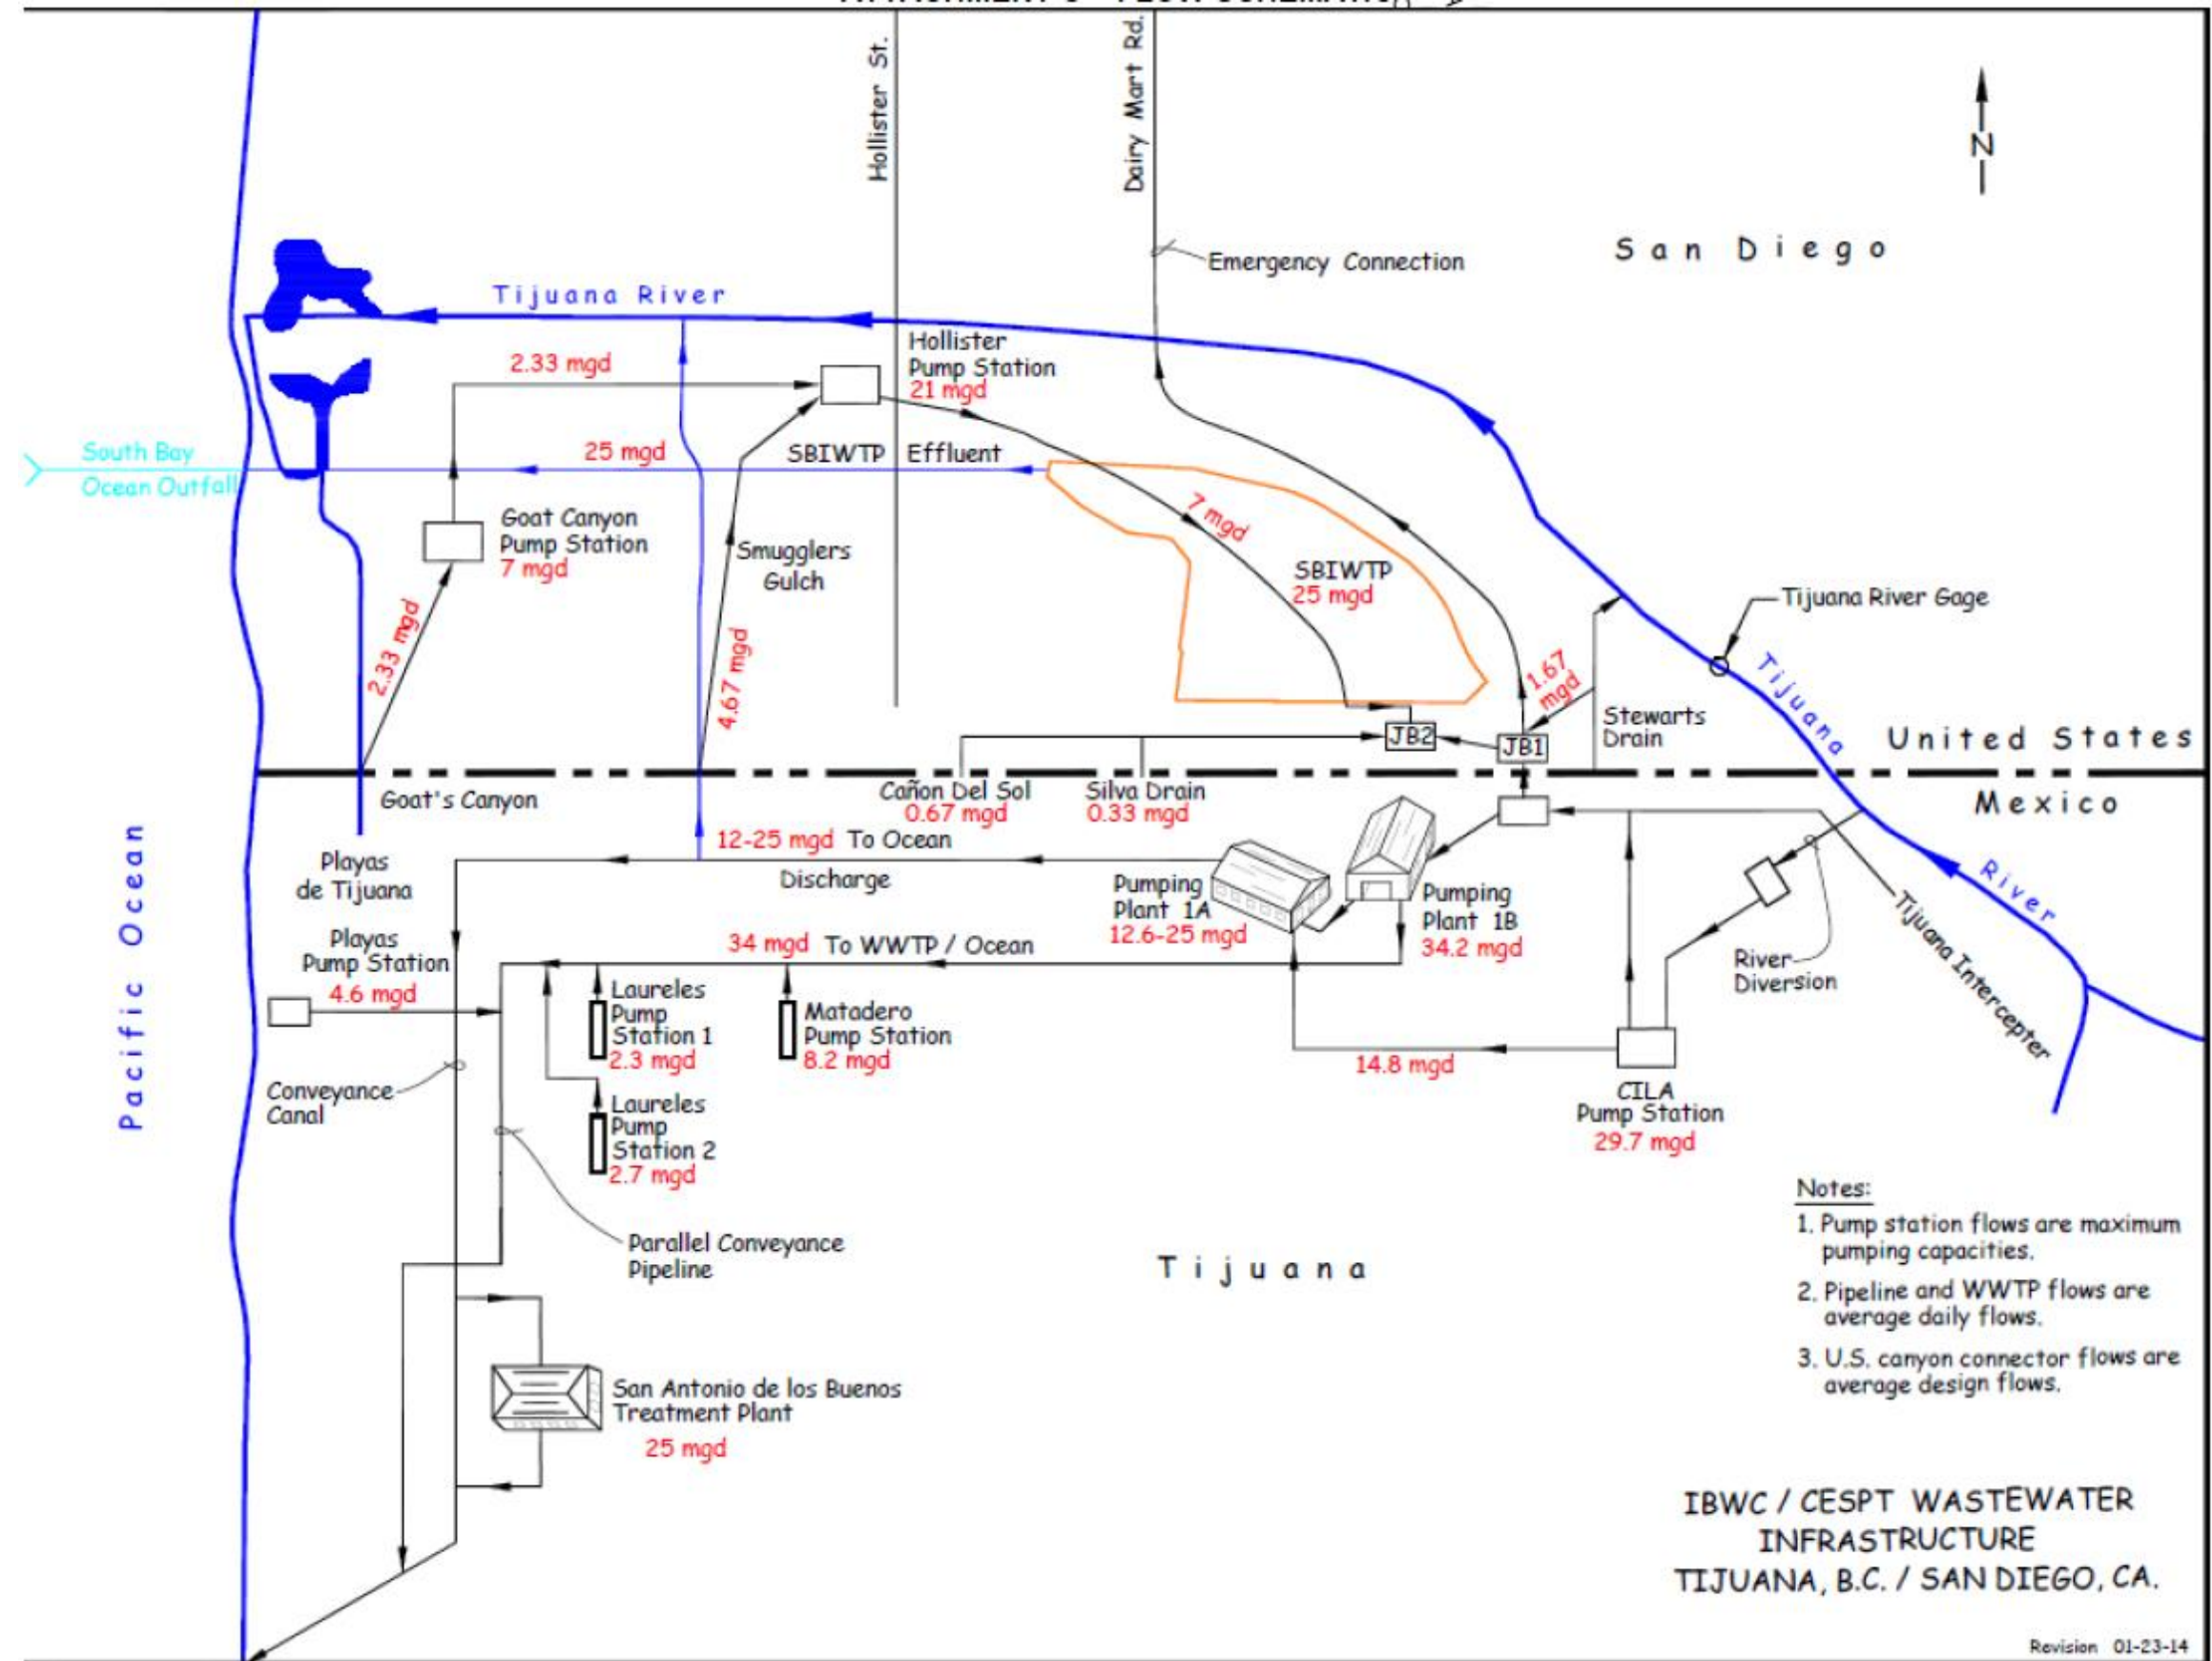 Hollister St.
Dairy Mart Rd.
N
San Diego
Emergency Connection
Tijuana River
Hollister
Pump Station
21 mgd
2.33 mgd
South Bay
Ocean Outfall
25 mgd
SBIWTP Effluent
7 mgd
Goat Canyon
Pump Station
7 mgd
Smugglers
Gulch
SBIWTP
25 mgd
Tijuana River Gage
2.33 mgd
4.67 mgd
1.67
mgd
Stewarts
Drain
Tijuana
United States
JB2
JB1
Goat's Canyon
Cañon Del Sol
0.67 mgd
Silva Drain
0.33 mgd
Mexico
12-25 mgd To Ocean
Discharge
Playas
de Tijuana
Pumping
Plant 1A
12.6-25 mgd
Pumping
Plant 1B
34.2 mgd
River
Tijuana Intercepter
River
Diversion
Pacific Ocean
Playas
Pump Station
4.6 mgd
34 mgd To WWTP / Ocean
Laureles
Pump
Station 1
2.3 mgd
Matadero
Pump Station
8.2 mgd
14.8 mgd
CILA
Pump Station
29.7 mgd
Conveyance
Canal
Laureles
Pump
Station 2
2.7 mgd
Parallel Conveyance
Pipeline
Tijuana
Notes:
1. Pump station flows are maximum
pumping capacities.
2. Pipeline and WWTP flows are
average daily flows.
3. U.S. canyon connector flows are
average design flows.
San Antonio de los Buenos
Treatment Plant
25 mgd
IBWC / CESPT WASTEWATER
INFRASTRUCTURE
TIJUANA, B.C. / SAN DIEGO, CA.
Revision 01-23-14